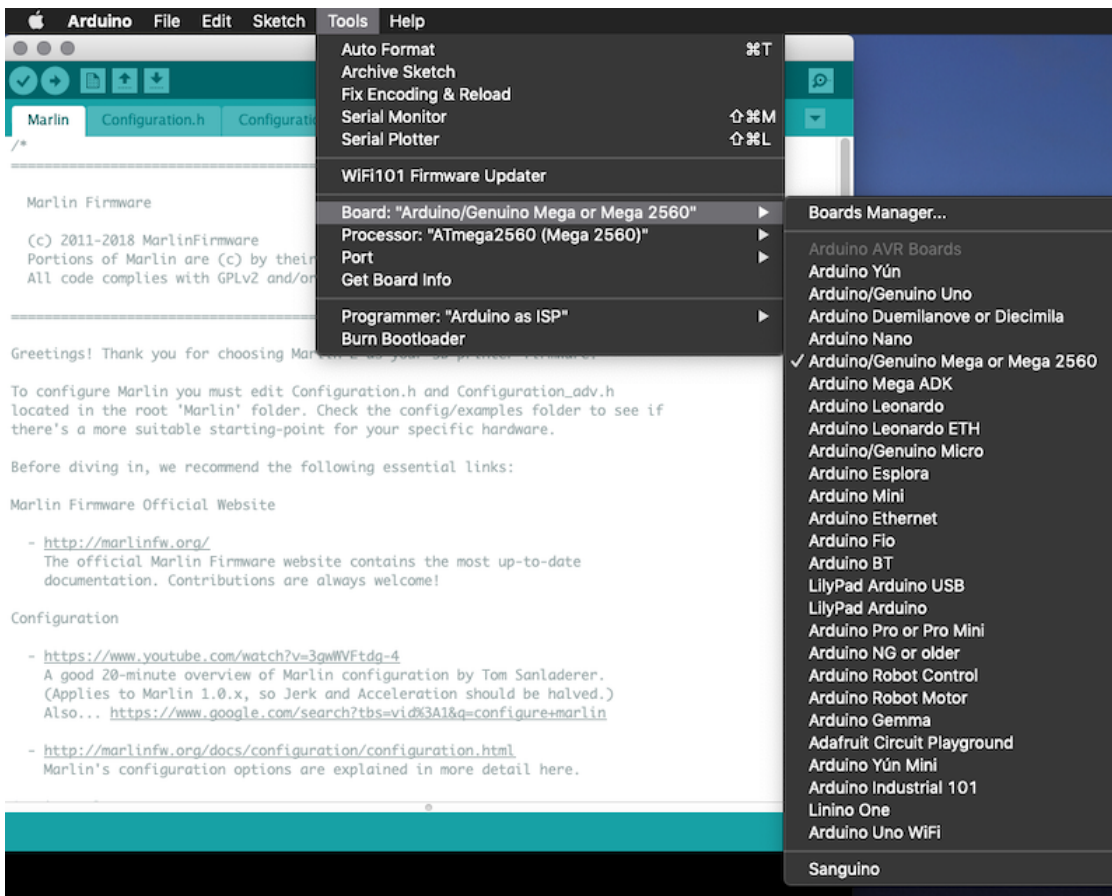 Arduino File Edit Sketch Tools Help
Auto Format ⌘T
Archive Sketch
Fix Encoding & Reload
Serial Monitor ⇧⌘M
Serial Plotter ⇧⌘L
WiFi101 Firmware Updater
Board: "Arduino/Genuino Mega or Mega 2560"
Processor: "ATmega2560 (Mega 2560)"
Port
Get Board Info
Programmer: "Arduino as ISP"
Burn Bootloader
Boards Manager...
Arduino AVR Boards
Arduino Yún
Arduino/Genuino Uno
Arduino Duemilanove or Diecimila
Arduino Nano
✓ Arduino/Genuino Mega or Mega 2560
Arduino Mega ADK
Arduino Leonardo
Arduino Leonardo ETH
Arduino/Genuino Micro
Arduino Esplora
Arduino Mini
Arduino Ethernet
Arduino Fio
Arduino BT
LilyPad Arduino USB
LilyPad Arduino
Arduino Pro or Pro Mini
Arduino NG or older
Arduino Robot Control
Arduino Robot Motor
Arduino Gemma
Adafruit Circuit Playground
Arduino Yún Mini
Arduino Industrial 101
Linino One
Arduino Uno WiFi
Sanguino
Marlin Configuration.h Configurati
/*
Marlin Firmware
(c) 2011-2018 MarlinFirmware
Portions of Marlin are (c) by their
All code complies with GPLv2 and/or
Greetings! Thank you for choosing
To configure Marlin you must edit Configuration.h and Configuration_adv.h
located in the root 'Marlin' folder. Check the config/examples folder to see if
there's a more suitable starting-point for your specific hardware.
Before diving in, we recommend the following essential links:
Marlin Firmware Official Website
- http://marlinfw.org/
The official Marlin Firmware website contains the most up-to-date
documentation. Contributions are always welcome!
Configuration
- https://www.youtube.com/watch?v=3gwWVFtdg-4
A good 20-minute overview of Marlin configuration by Tom Sanladerer.
(Applies to Marlin 1.0.x, so Jerk and Acceleration should be halved.)
Also... https://www.google.com/search?tbs=vid%3A1&q=configure+marlin
- http://marlinfw.org/docs/configuration/configuration.html
Marlin's configuration options are explained in more detail here.